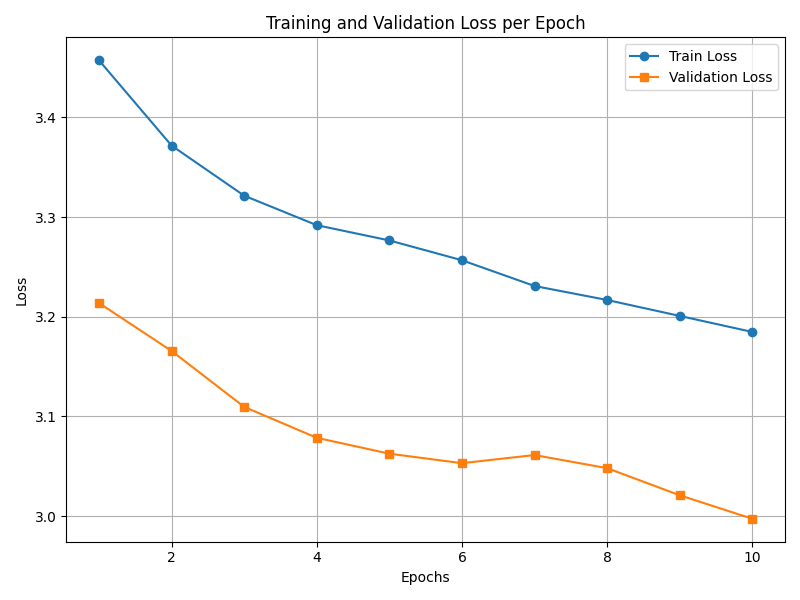 Training and Validation Loss per Epoch
Train Loss
Validation Loss
Loss
3.4
3.3
3.2
3.1
3.0
2 4 6 8 10
Epochs